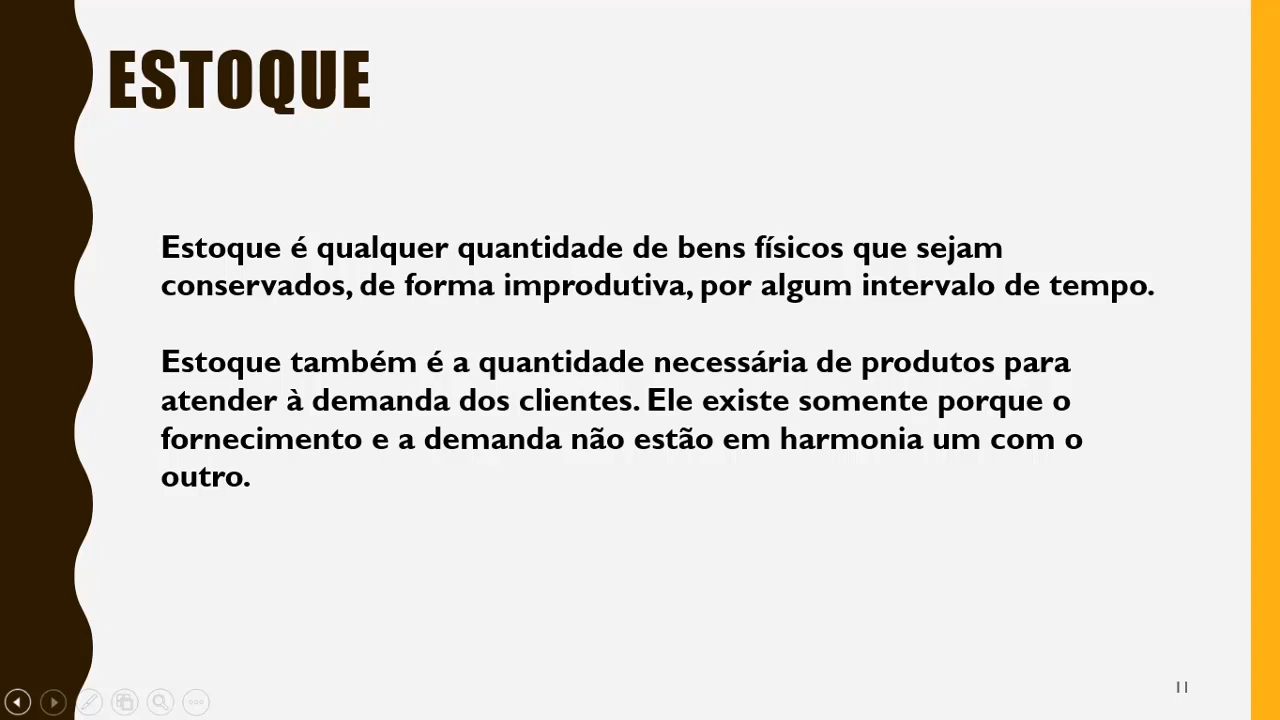 ESTOQUE
Estoque é qualquer quantidade de bens físicos que sejam
conservados, de forma improdutiva, por algum intervalo de tempo.
Estoque também é a quantidade necessária de produtos para
atender à demanda dos clientes. Ele existe somente porque o
fornecimento e a demanda não estão em harmonia um com o
outro.
11